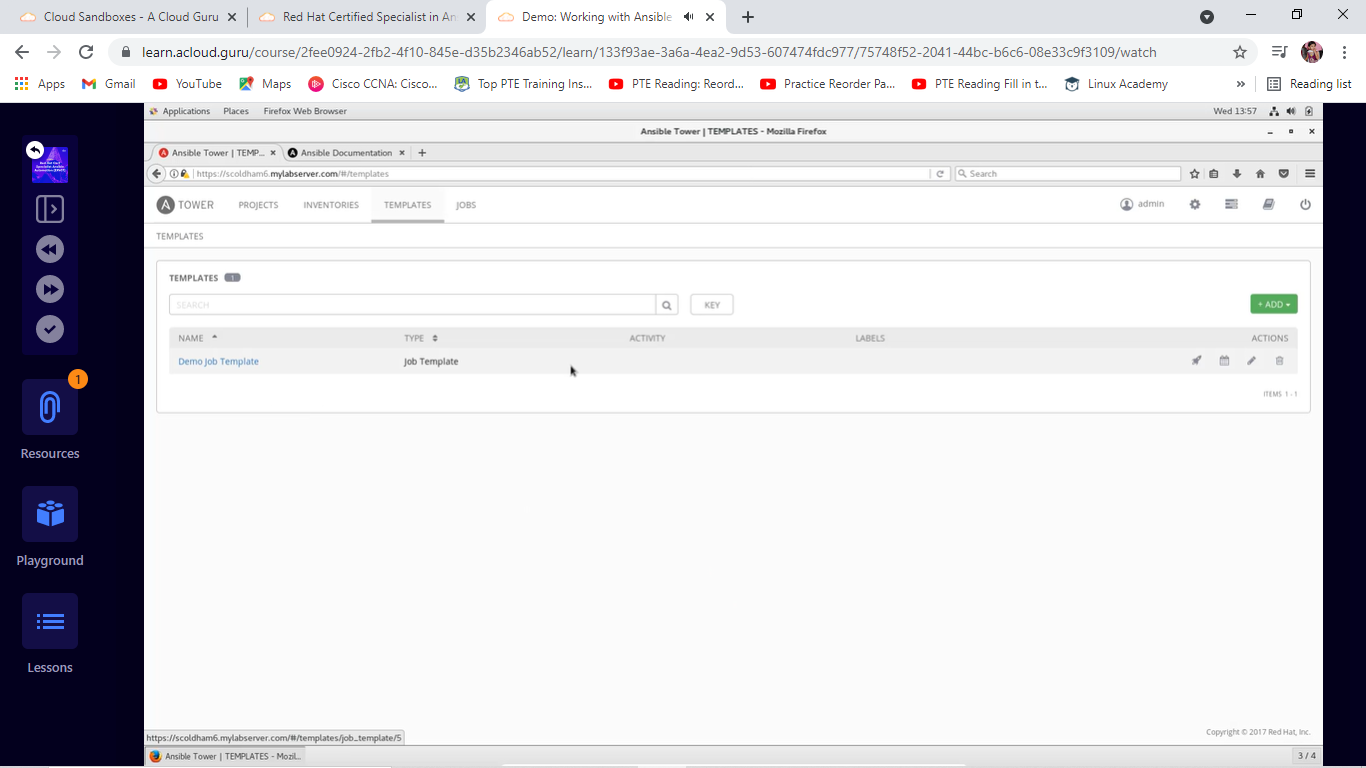 Cloud Sandboxes - A Cloud Guru
Red Hat Certified Specialist in An
Demo: Working with Ansible
learn.acloud.guru/course/2fee0924-2fb2-4f10-845e-d35b2346ab52/learn/133f93ae-3a6a-4ea2-9d53-607474fdc977/75748f52-2041-44bc-b6c6-08e33c9f3109/watch
Apps Gmail YouTube Maps Cisco CCNA: Cisco... Top PTE Training Ins... PTE Reading: Reord... Practice Reorder Pa... PTE Reading Fill in t... Linux Academy » Reading list
Applications Places Firefox Web Browser Wed 13:57
Ansible Tower | TEMPLATES - Mozilla Firefox
Ansible Tower | TEMP... Ansible Documentation
https://scoldham6.mylabserver.com/#/templates Search
A TOWER PROJECTS INVENTORIES TEMPLATES JOBS admin
TEMPLATES
TEMPLATES 1
SEARCH KEY + ADD
NAME TYPE ACTIVITY LABELS ACTIONS
Demo Job Template Job Template
ITEMS 1 - 1
1
Resources
Playground
Lessons
Copyright © 2017 Red Hat, Inc.
https://scoldham6.mylabserver.com/#/templates/job_template/5
Ansible Tower | TEMPLATES - Mozil... 3 / 4